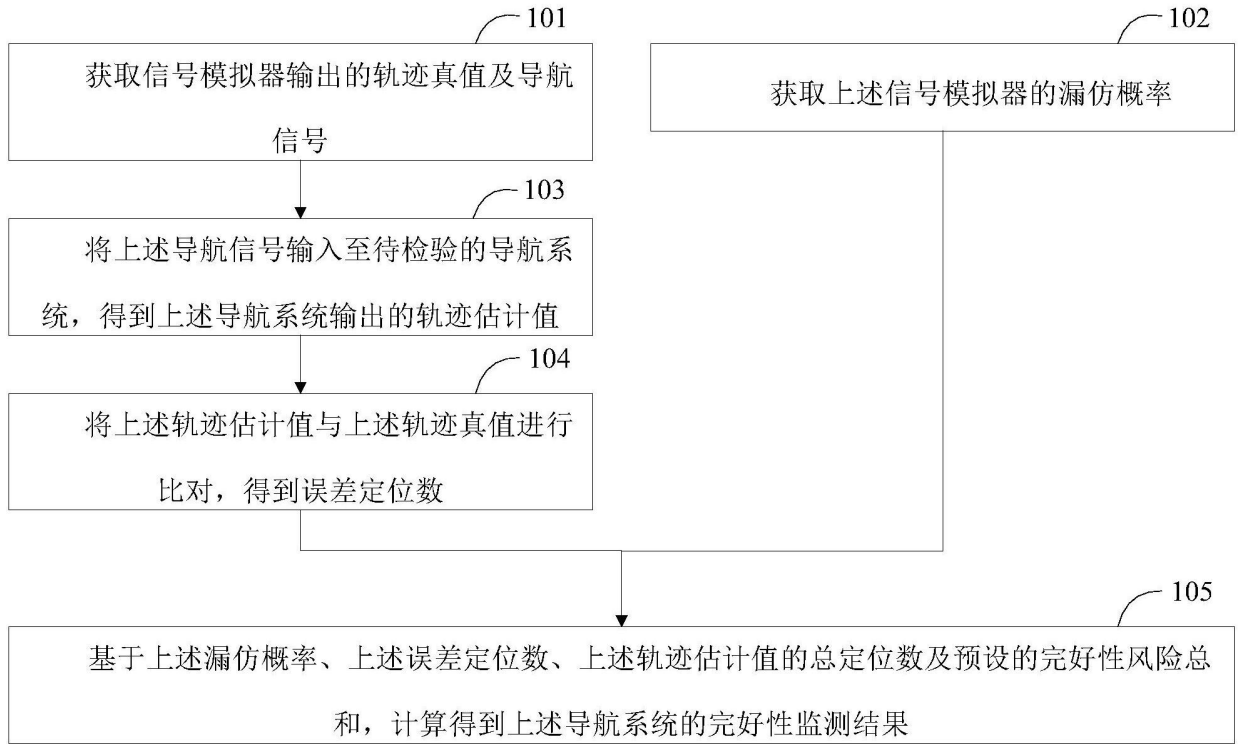 101
获取信号模拟器输出的轨迹真值及导航
信号
102
获取上述信号模拟器的漏仿概率
103
将上述导航信号输入至待检验的导航系
统，得到上述导航系统输出的轨迹估计值
104
将上述轨迹估计值与上述轨迹真值进行
比对，得到误差定位数
105
基于上述漏仿概率、上述误差定位数、上述轨迹估计值的总定位数及预设的完好性风险总
和，计算得到上述导航系统的完好性监测结果